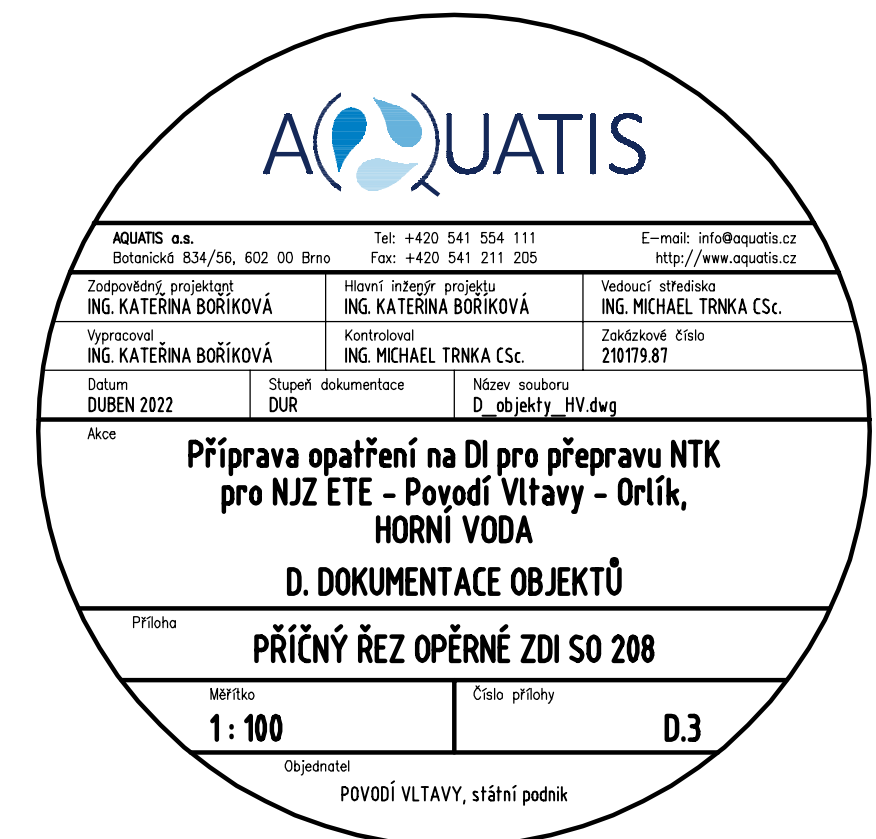 AQUATIS
AQUATIS a.s. Tel: +420 541 554 111 E-mail: info@aquatis.cz
Botanická 834/56, 602 00 Brno Fax: +420 541 211 205 http://www.aquatis.cz
Zodpovědný projektant Hlavní inženýr projektu Vedoucí střediska
ING. KATEŘINA BOŘÍKOVÁ ING. KATEŘINA BOŘÍKOVÁ ING. MICHAEL TRNKA CSc.
Vypracoval Kontroloval Zakázkové číslo
ING. KATEŘINA BOŘÍKOVÁ ING. MICHAEL TRNKA CSc. 210179.87
Datum Stupeň dokumentace Název souboru
DUBEN 2022 DUR D_objekty_HV.dwg
Akce
Příprava opatření na DI pro přepravu NTK
pro NJZ ETE - Povodí Vltavy - Orlík,
HORNÍ VODA
D. DOKUMENTACE OBJEKTŮ
Příloha
PŘÍČNÝ ŘEZ OPĚRNÉ ZDI SO 208
Měřítko Číslo přílohy
1 : 100 D.3
Objednatel
POVODÍ VLTAVY, státní podnik